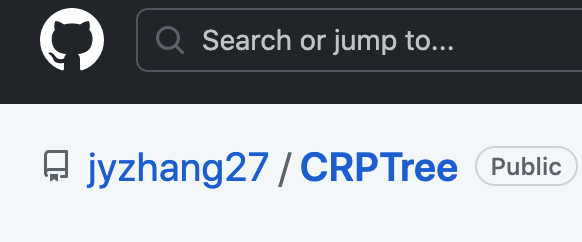 Search or jump to...
jyzhang27 / CRPTree Public